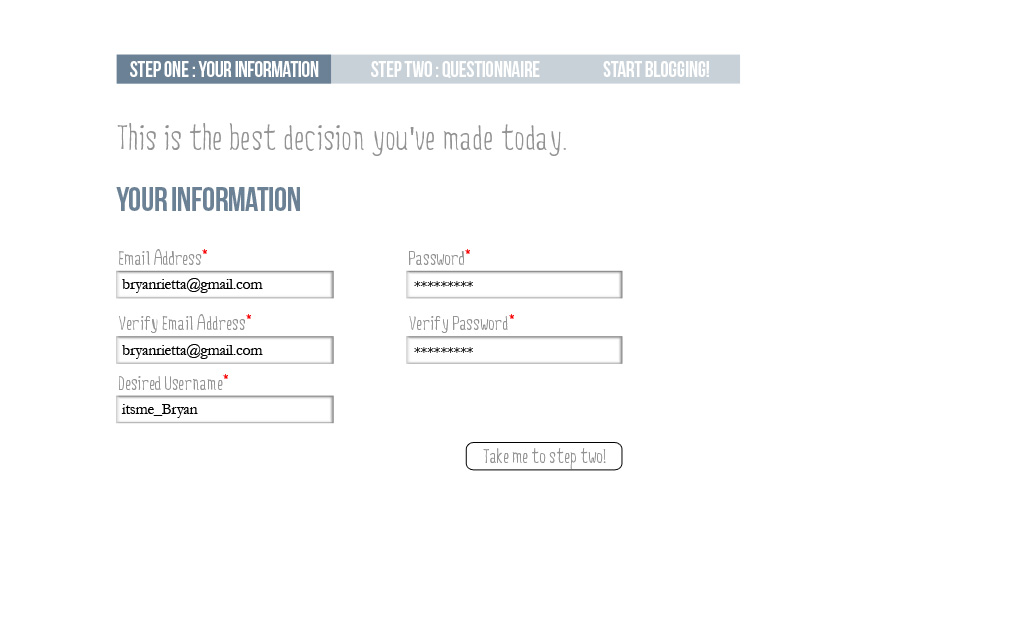 STEP ONE : YOUR INFORMATION STEP TWO : QUESTIONNAIRE START BLOGGING!
This is the best decision you've made today.
YOUR INFORMATION
Email Address* Password*
bryanrietta@gmail.com *********
Verify Email Address* Verify Password*
bryanrietta@gmail.com *********
Desired Username*
itsme_Bryan
Take me to step two!